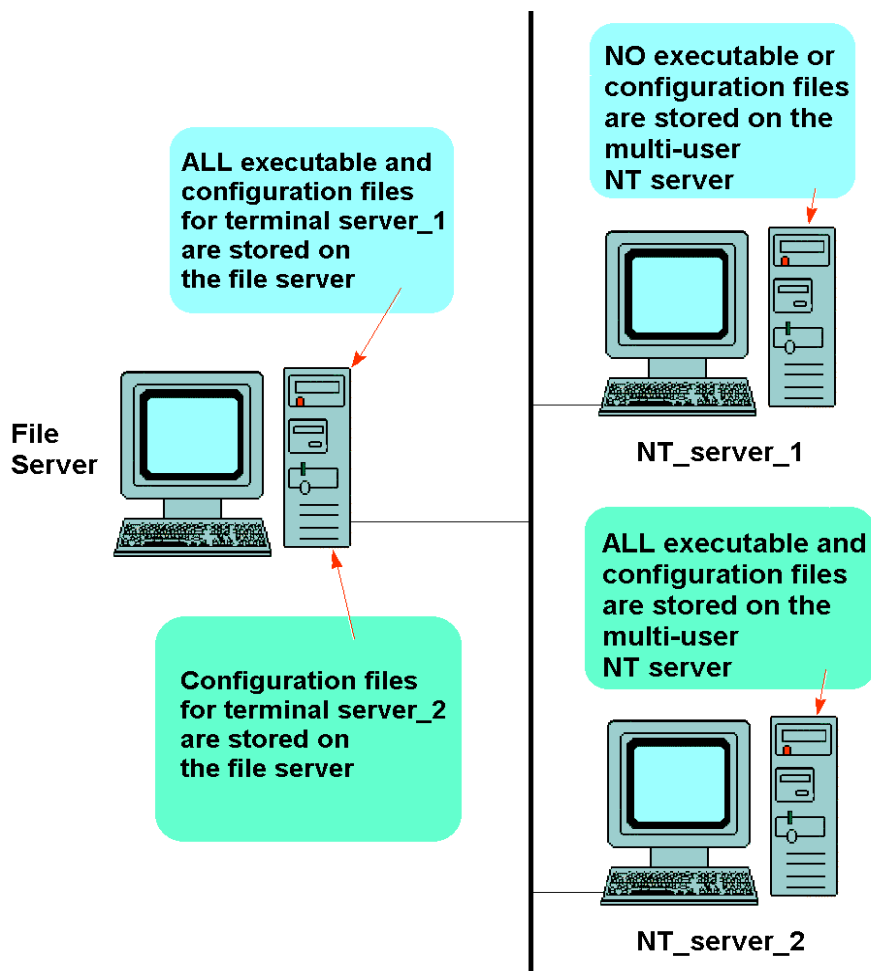 NO executable or
configuration files
are stored on the
multi-user
NT server
ALL executable and
configuration files
for terminal server_1
are stored on
the file server
File
Server
NT_server_1
ALL executable and
configuration files
are stored on the
multi-user
NT server
Configuration files
for terminal server_2
are stored on
the file server
NT_server_2